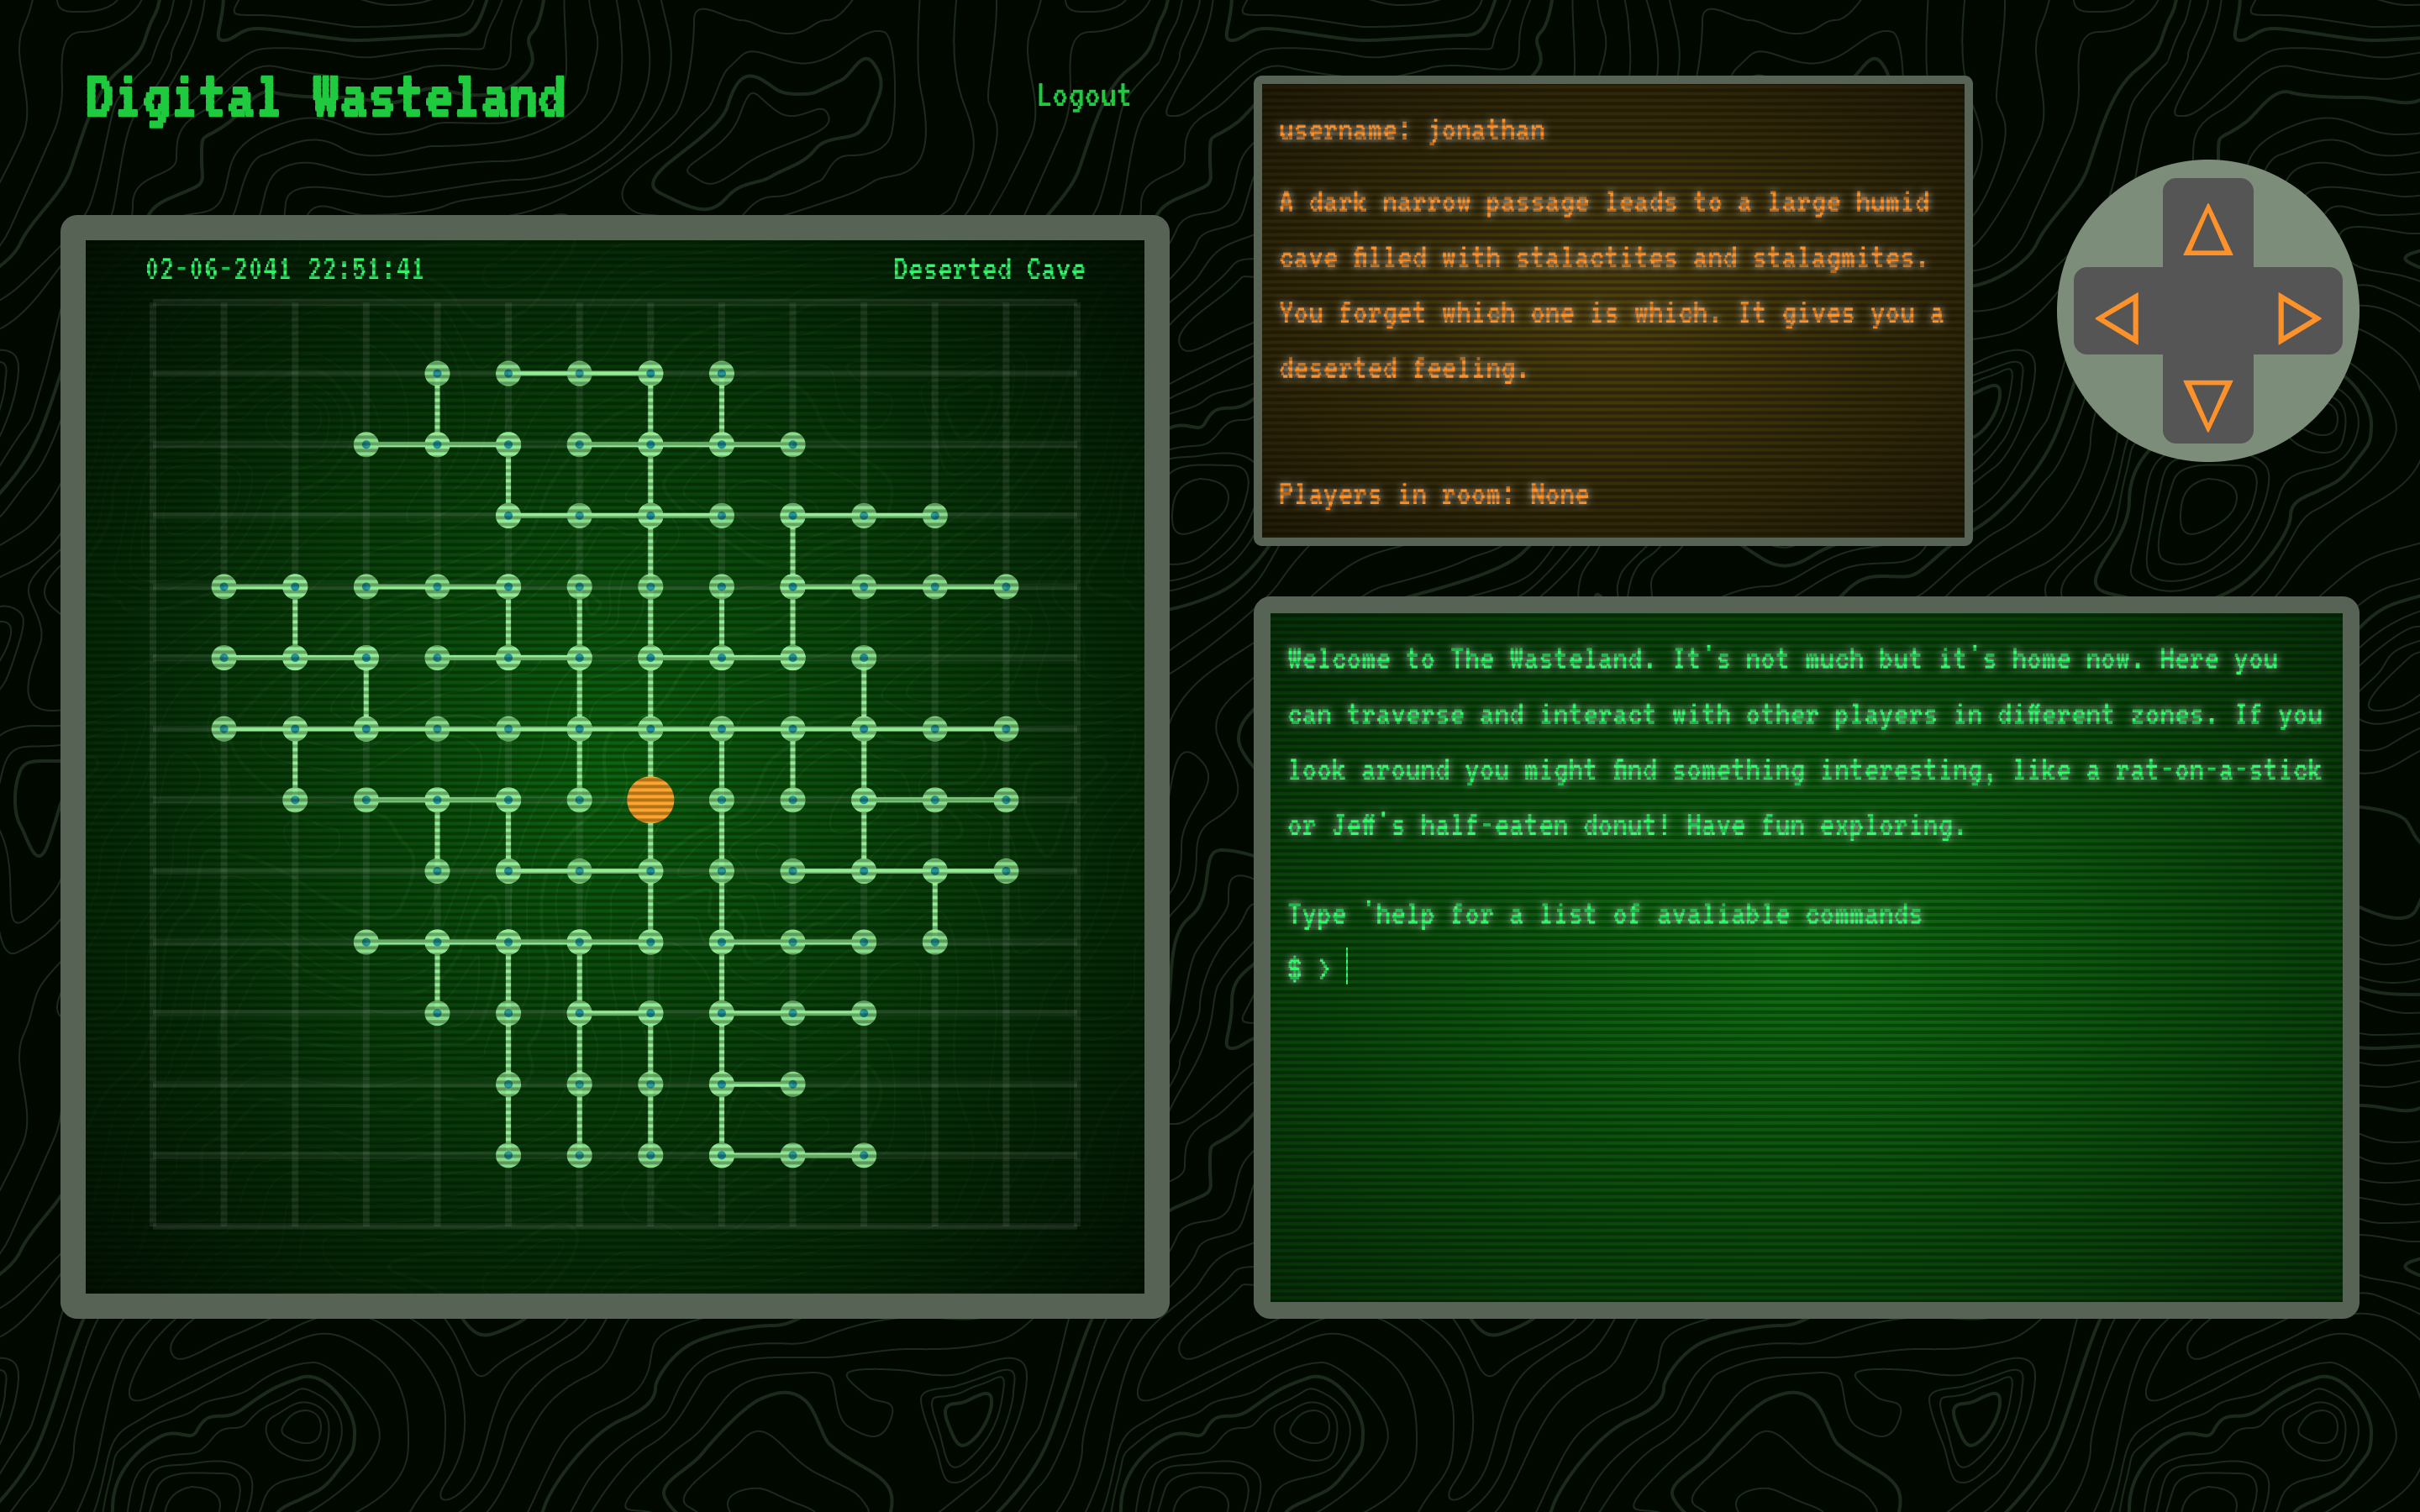 Digital Wasteland
Logout
02-06-2041 22:51:41
Deserted Cave
username: jonathan
A dark narrow passage leads to a large humid
cave filled with stalactites and stalagmites.
You forget which one is which. It gives you a
deserted feeling.
Players in room: None
Welcome to The Wasteland. It's not much but it's home now. Here you
can traverse and interact with other players in different zones. If you
look around you might find something interesting, like a rat-on-a-stick
or Jeff's half-eaten donut! Have fun exploring.
Type 'help for a list of avaliable commands
$ >